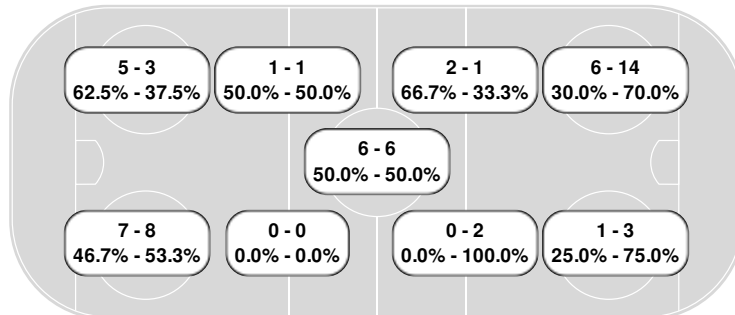 5 - 3
62.5% - 37.5%
1 - 1
50.0% - 50.0%
2 - 1
66.7% - 33.3%
6 - 14
30.0% - 70.0%
6 - 6
50.0% - 50.0%
7 - 8
46.7% - 53.3%
0 - 0
0.0% - 0.0%
0 - 2
0.0% - 100.0%
1 - 3
25.0% - 75.0%